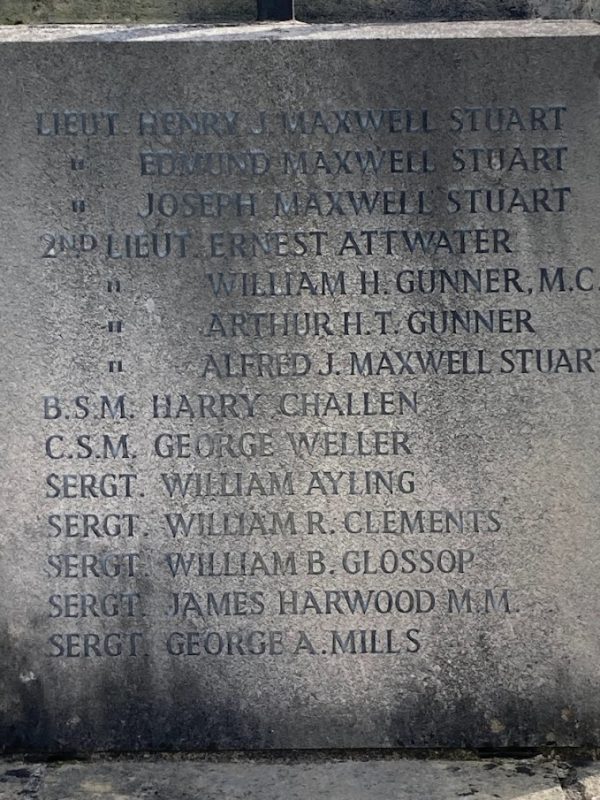 LIEUT. HENRY J. MAXWELL STUART
" EDMUND MAXWELL STUART
" JOSEPH MAXWELL STUART
2ND LIEUT. ERNEST ATTWATER
" WILLIAM H. GUNNER, M.C.
" ARTHUR H.T. GUNNER
" ALFRED J. MAXWELL STUART
B.S.M. HARRY CHALLEN
C.S.M. GEORGE WELLER
SERGT. WILLIAM AYLING
SERGT. WILLIAM R. CLEMENTS
SERGT. WILLIAM B. GLOSSOP
SERGT. JAMES HARWOOD M.M.
SERGT. GEORGE A. MILLS